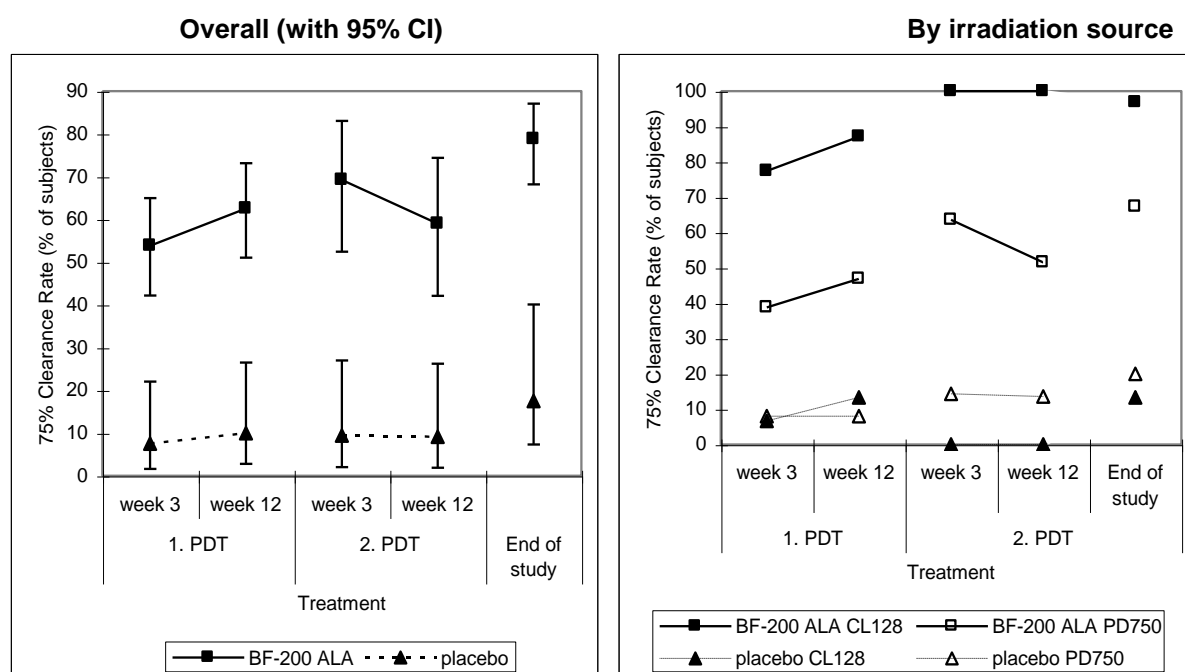 Overall (with 95% CI)
75% Clearance Rate (% of subjects)
90
80
70
60
50
40
30
20
10
0
week 3 week 12 week 3 week 12
1. PDT 2. PDT End of
study
Treatment
BF-200 ALA placebo
By irradiation source
75% Clearance Rate (% of subjects)
100
90
80
70
60
50
40
30
20
10
0
week 3 week 12 week 3 week 12 End of
study
1. PDT 2. PDT
Treatment
BF-200 ALA CL128 BF-200 ALA PD750
placebo CL128 placebo PD750